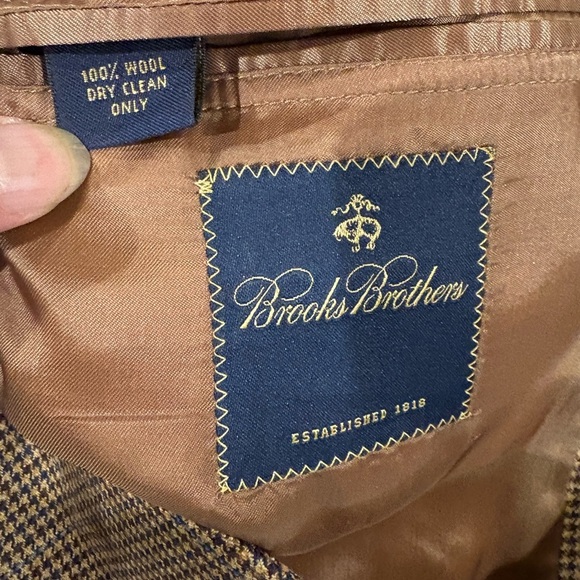 100% WOOL
DRY CLEAN
ONLY
Brooks Brothers
ESTABLISHED 1818